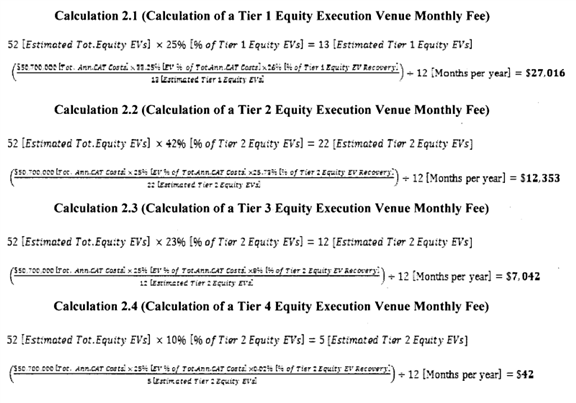 Calculation 2.1 (Calculation of a Tier 1 Equity Execution Venue Monthly Fee)
52 [Estimated Tot.Equity EVs] × 25% [% of Tier 1 Equity EVs] = 13 [Estimated Tier 1 Equity EVs]
($50.700.000 [Tot. Ann.CAT Costs] × 33.25% [EV % of Tot.Ann.CAT Costs] ×26% [% of Tier 1 Equity EV Recovery]
13 [Estimated Tier 1 Equity EVs]) ÷ 12 [Months per year] = $27.016
Calculation 2.2 (Calculation of a Tier 2 Equity Execution Venue Monthly Fee)
52 [Estimated Tot.Equity EVs] × 42% [% of Tier 2 Equity EVs] = 22 [Estimated Tier 2 Equity EVs]
($50.700.000 [Tot. Ann.CAT Costs] × 25% [EV % of Tot.Ann.CAT Costs] ×25.73% [% of Tier 2 Equity EV Recovery]
22 [Estimated Tier 2 Equity EVs]) ÷ 12 [Months per year] = $12,353
Calculation 2.3 (Calculation of a Tier 3 Equity Execution Venue Monthly Fee)
52 [Estimated Tot.Equity EVs] × 23% [% of Tier 2 Equity EVs] = 12 [Estimated Tier 2 Equity EVs]
($50.700.000 [Tot. Ann.CAT Costs] × 25% [EV % of Tot.Ann.CAT Costs] ×8% [% of Tier 2 Equity EV Recovery]
12 [Estimated Tier 2 Equity EVs]) ÷ 12 [Months per year] = $7,042
Calculation 2.4 (Calculation of a Tier 4 Equity Execution Venue Monthly Fee)
52 [Estimated Tot.Equity EVs] × 10% [% of Tier 2 Equity EVs] = 5 [Estimated Tier 2 Equity EVs]
($50.700.000 [Tot. Ann.CAT Costs] × 25% [EV % of Tot.Ann.CAT Costs] ×0.02% [% of Tier 2 Equity EV Recovery]
5 [Estimated Tier 2 Equity EVs]) ÷ 12 [Months per year] = $42